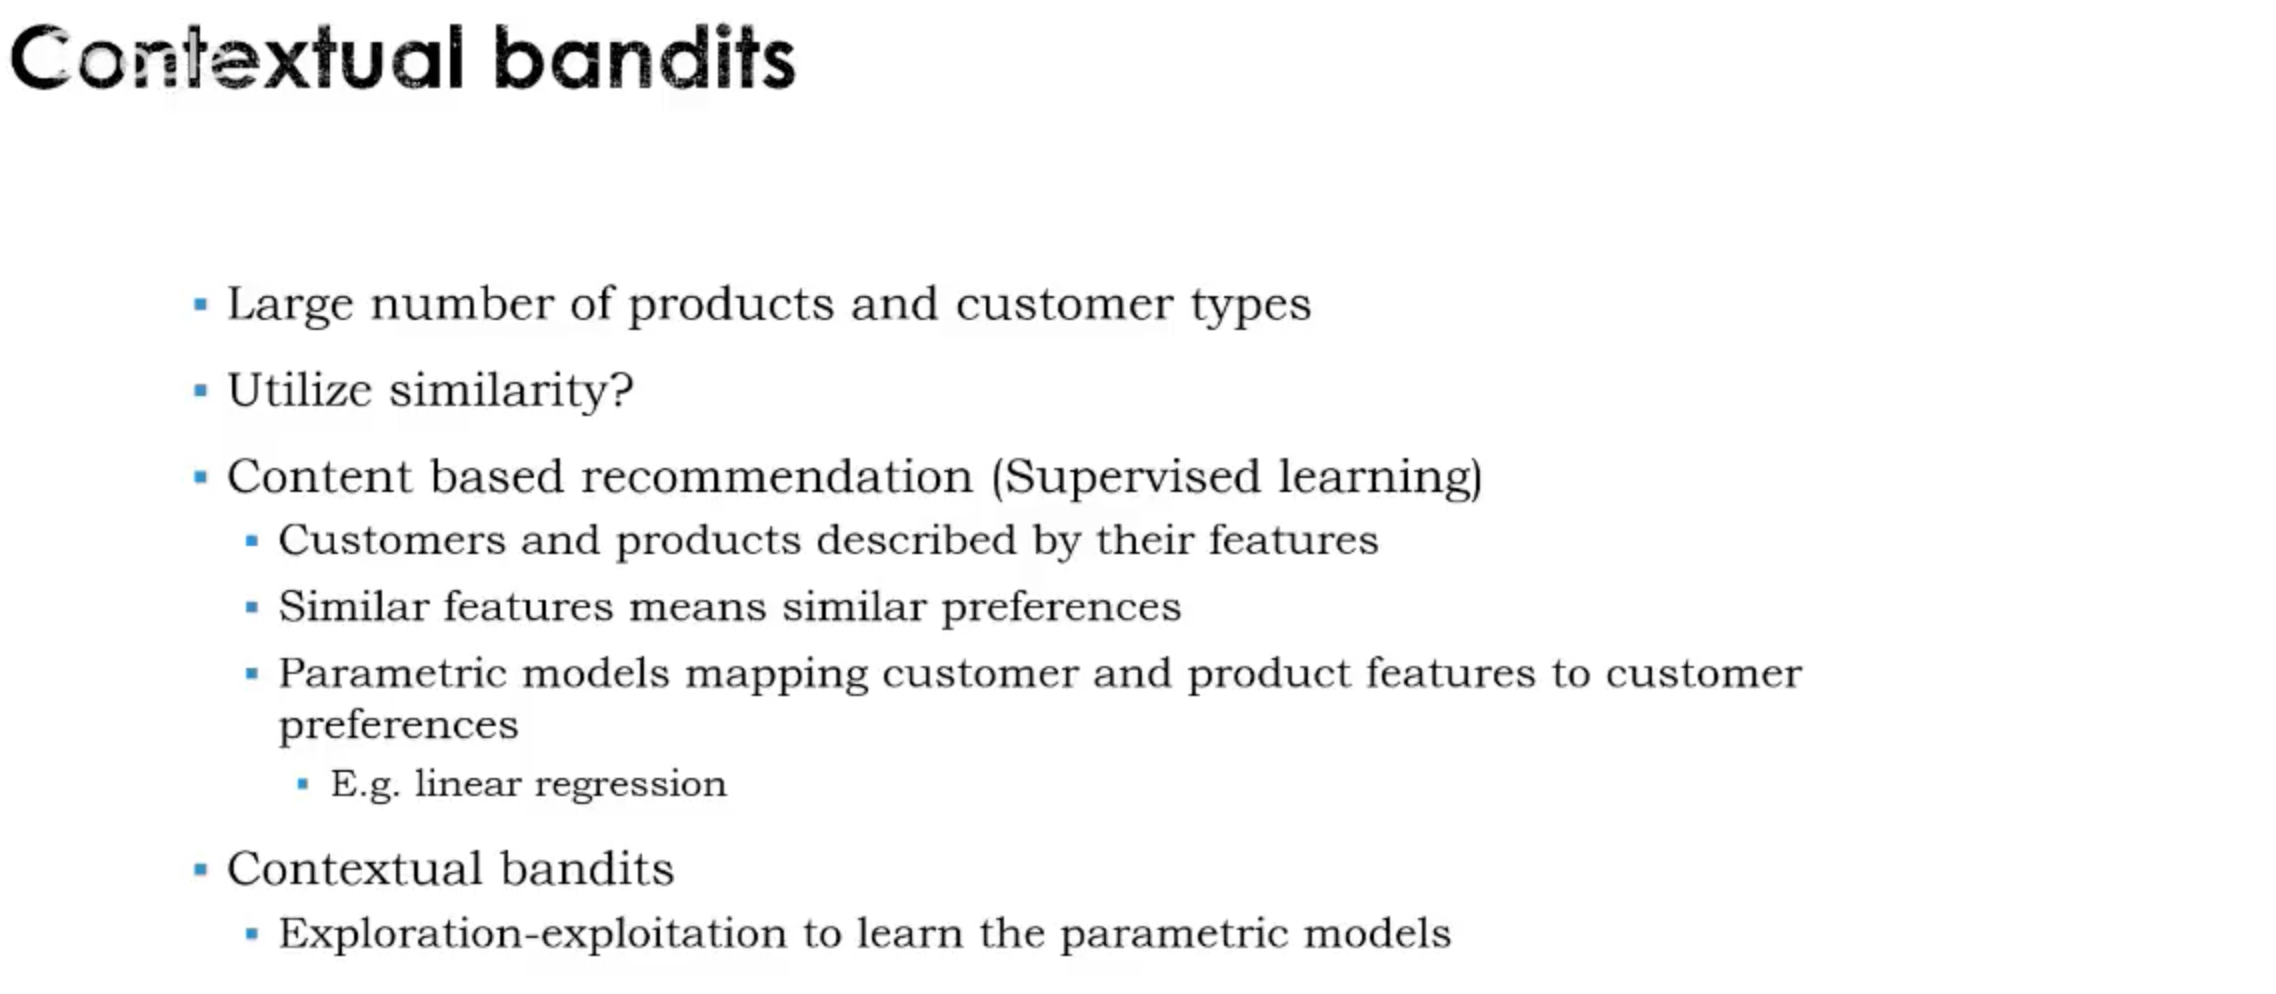 Contextual bandits
▪ Large number of products and customer types
▪ Utilize similarity?
▪ Content based recommendation (Supervised learning)
▪ Customers and products described by their features
▪ Similar features means similar preferences
▪ Parametric models mapping customer and product features to customer
preferences
▪ E.g. linear regression
▪ Contextual bandits
▪ Exploration-exploitation to learn the parametric models